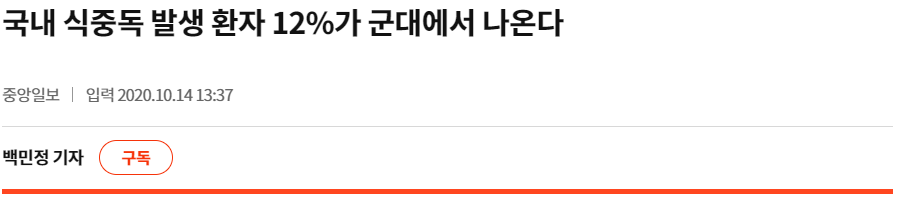 국내 식중독 발생 환자 12%가 군대에서 나온다
중앙일보 | 입력 2020.10.14 13:37
백민정 기자 구독